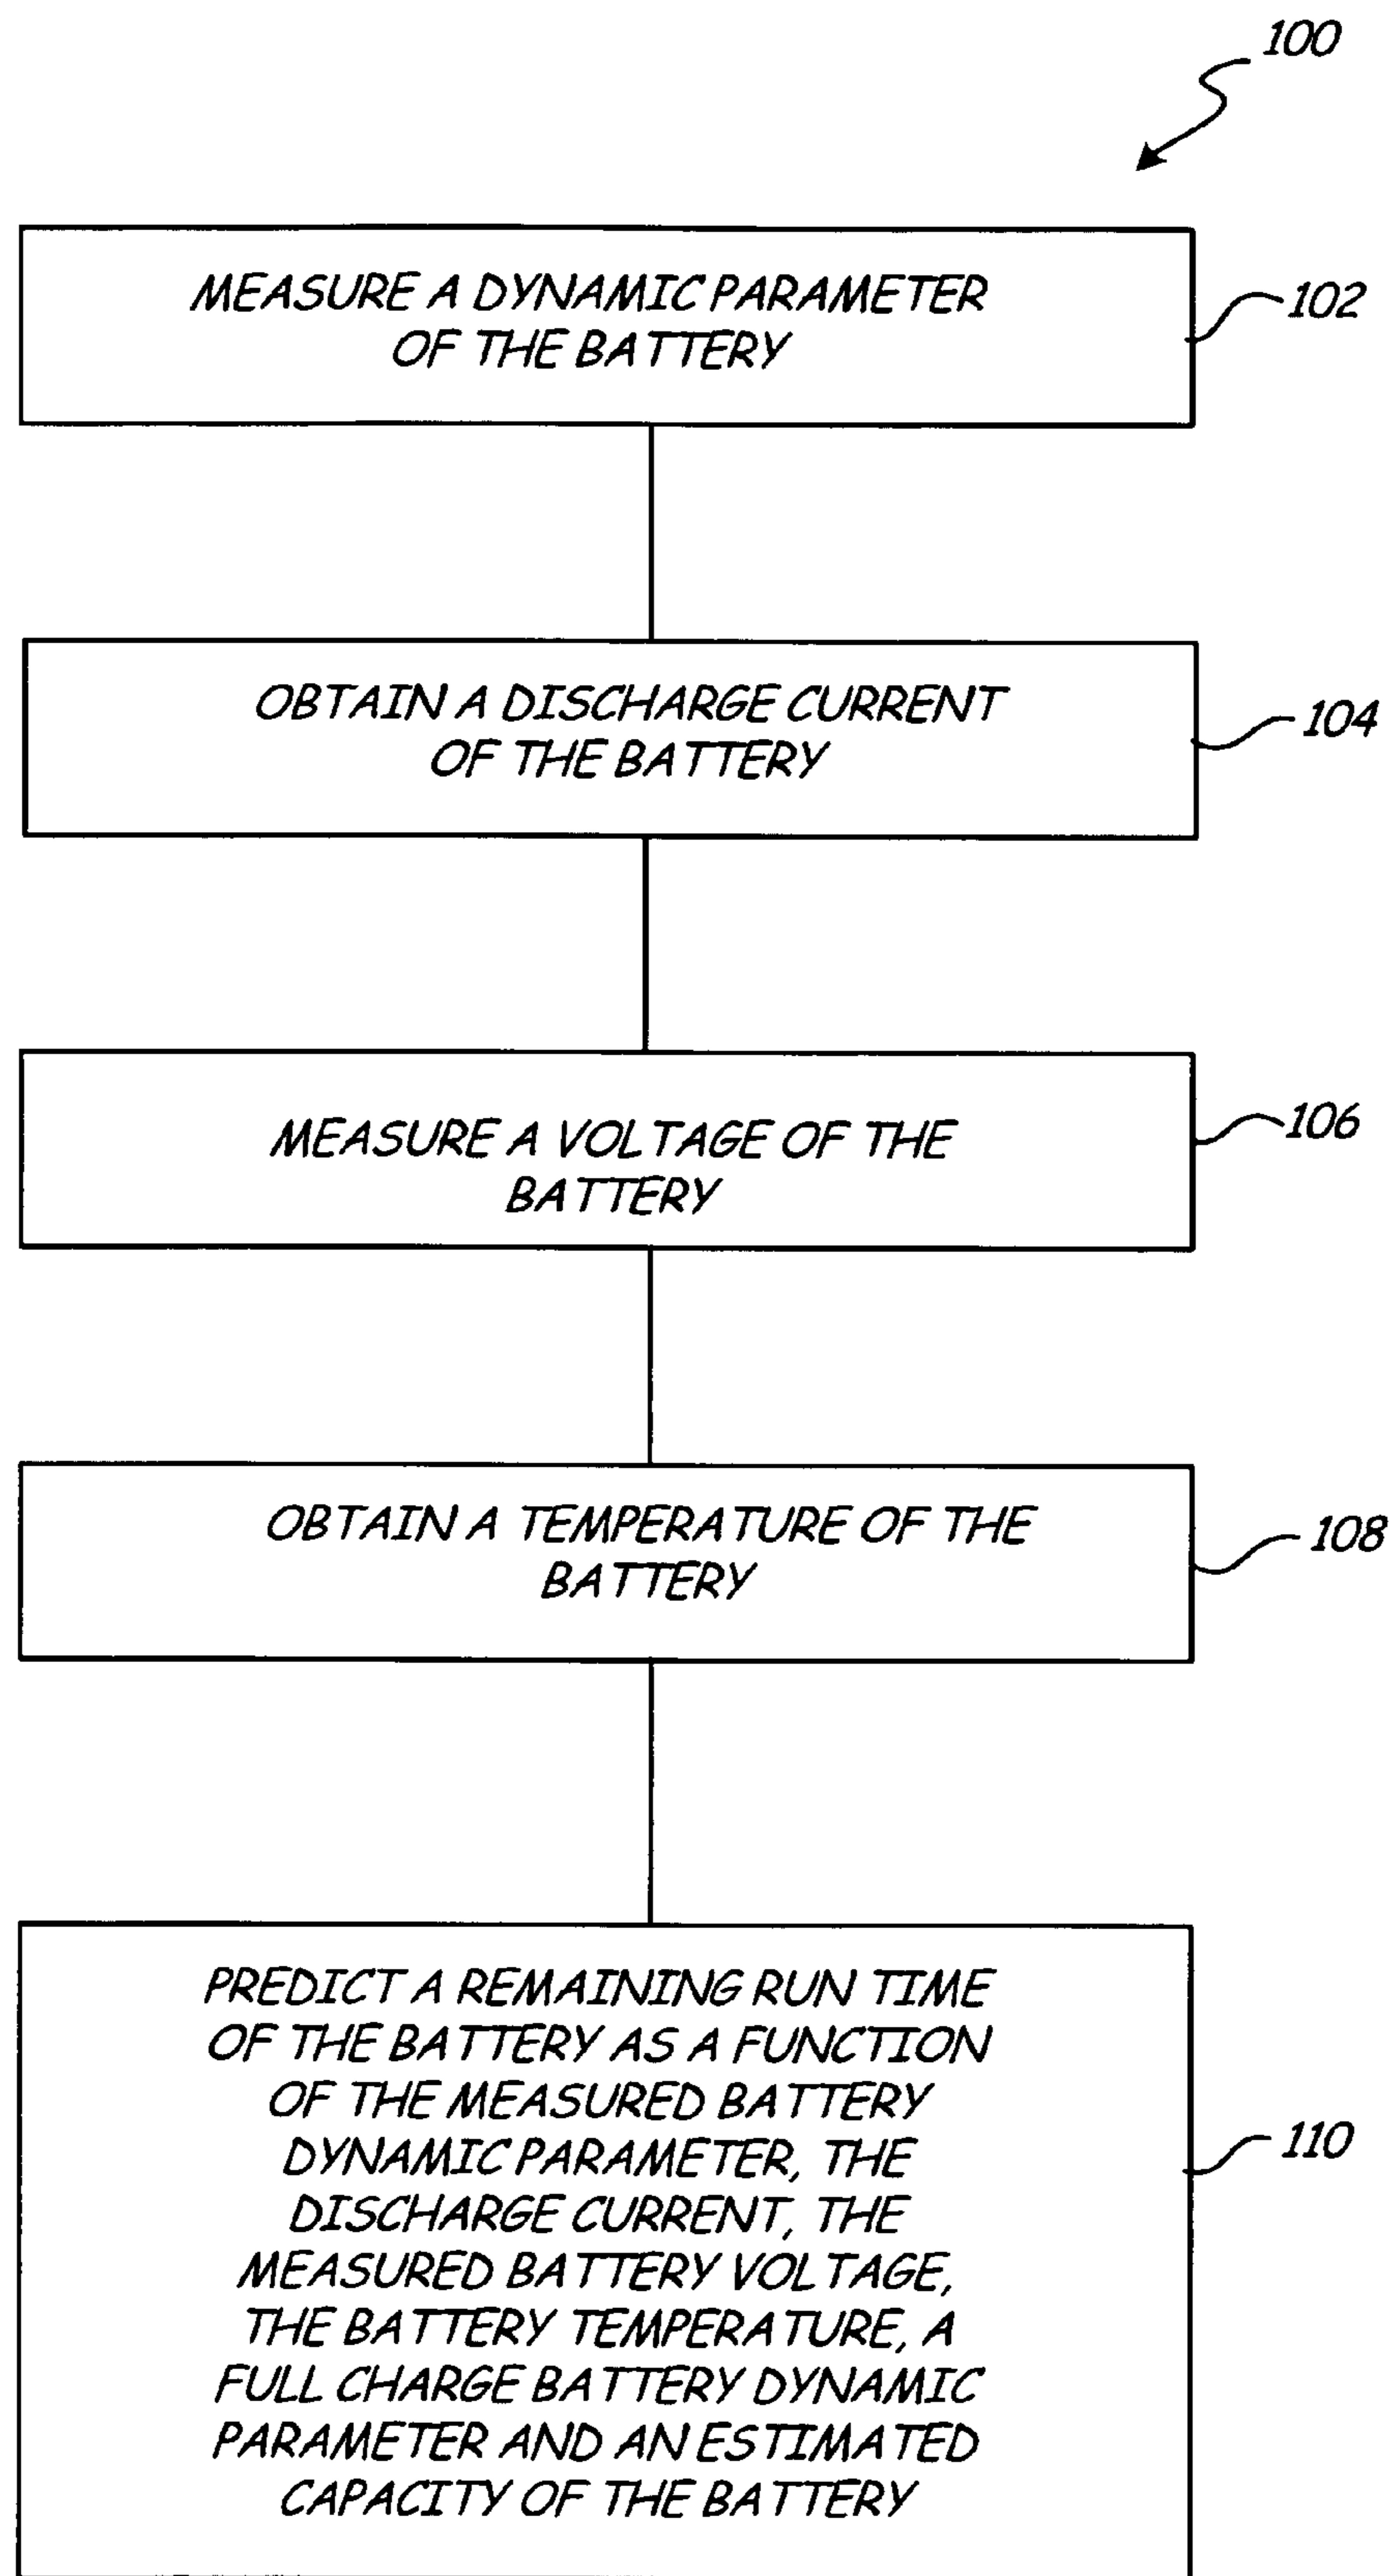 100
MEASURE A DYNAMIC PARAMETER
OF THE BATTERY
102
OBTAIN A DISCHARGE CURRENT
OF THE BATTERY
104
MEASURE A VOLTAGE OF THE
BATTERY
106
OBTAIN A TEMPERATURE OF THE
BATTERY
108
PREDICT A REMAINING RUN TIME
OF THE BATTERY AS A FUNCTION
OF THE MEASURED BATTERY
DYNAMIC PARAMETER, THE
DISCHARGE CURRENT, THE
MEASURED BATTERY VOLTAGE,
THE BATTERY TEMPERATURE, A
FULL CHARGE BATTERY DYNAMIC
PARAMETER AND AN ESTIMATED
CAPACITY OF THE BATTERY
110